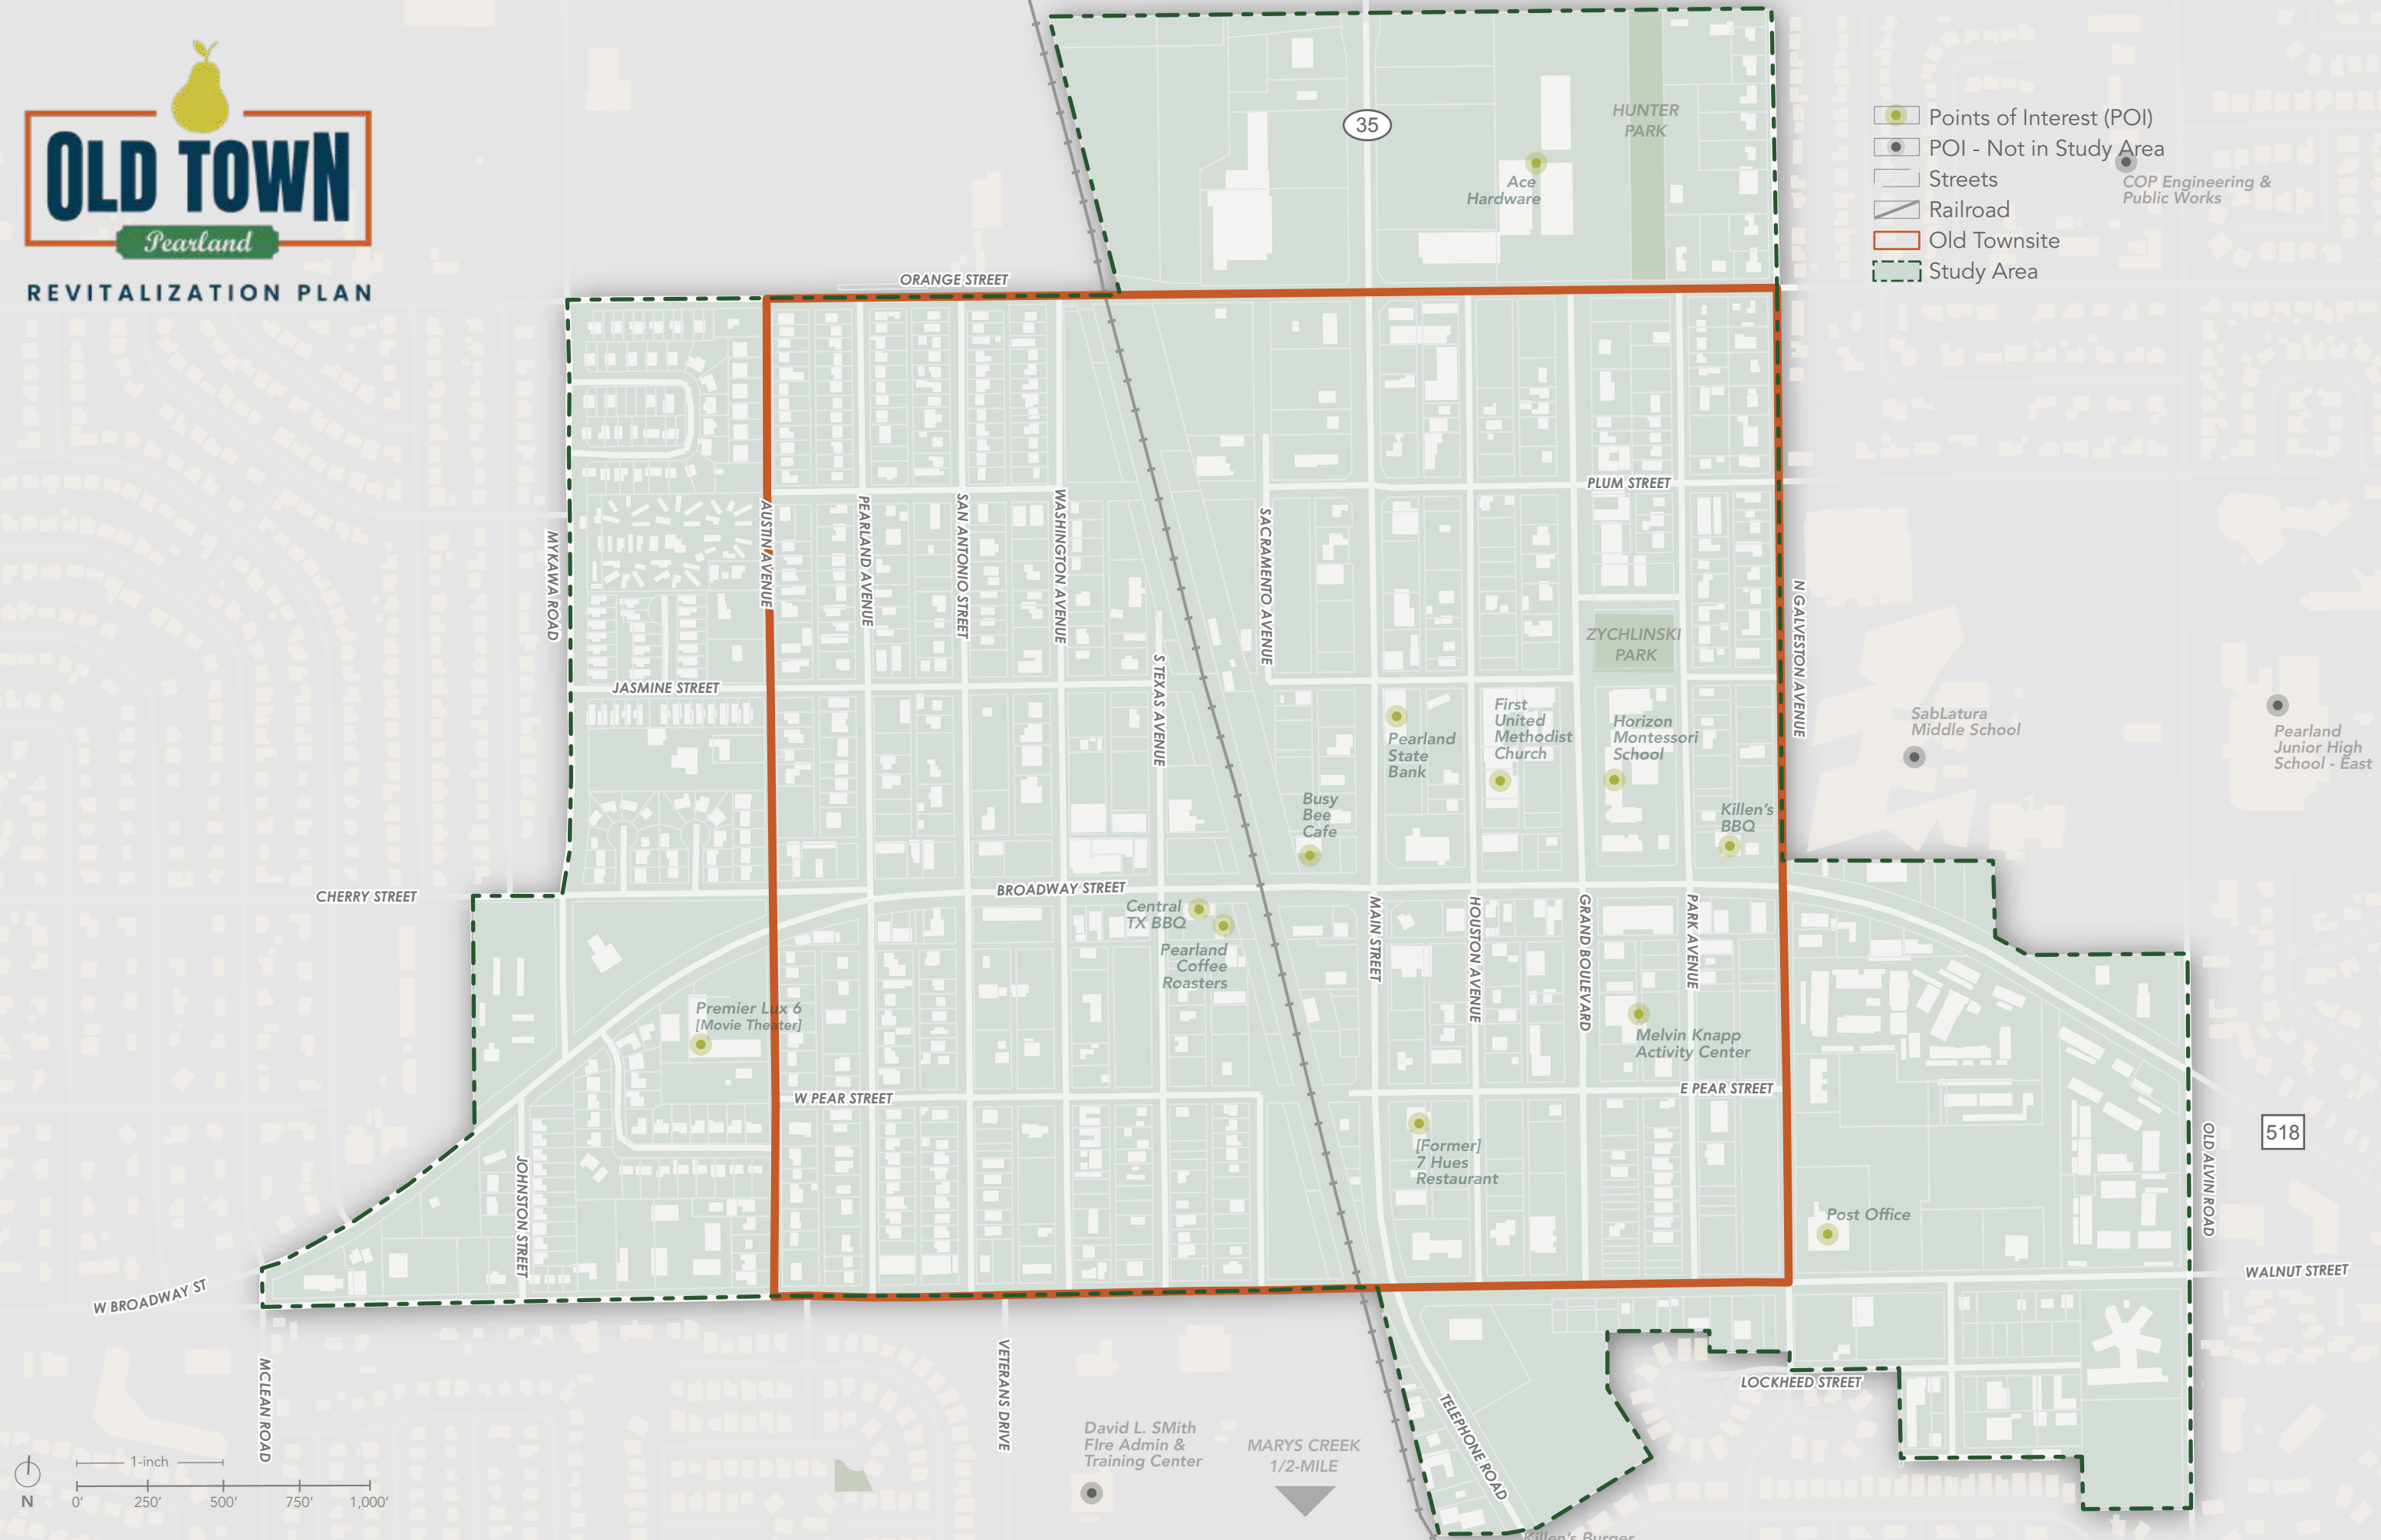 OLD TOWN
Pearland
REVITALIZATION PLAN
35
HUNTER
PARK
Ace
Hardware
Points of Interest (POI)
POI - Not in Study Area
Streets
Railroad
Old Townsite
Study Area
COP Engineering &
Public Works
ORANGE STREET
PLUM STREET
MYKAWA ROAD
AUSTIN AVENUE
PEARLAND AVENUE
SAN ANTONIO STREET
WASHINGTON AVENUE
S TEXAS AVENUE
SACRAMENTO AVENUE
N GALVESTON AVENUE
ZYCHLINSKI
PARK
JASMINE STREET
Pearland
State
Bank
First
United
Methodist
Church
Horizon
Montessori
School
SabLatura
Middle School
Pearland
Junior High
School - East
Busy
Bee
Cafe
Killen's
BBQ
CHERRY STREET
BROADWAY STREET
Central
TX BBQ
Pearland
Coffee
Roasters
MAIN STREET
HOUSTON AVENUE
GRAND BOULEVARD
PARK AVENUE
Premier Lux 6
[Movie Theater]
Melvin Knapp
Activity Center
W PEAR STREET
E PEAR STREET
518
[Former]
7 Hues
Restaurant
JOHNSTON STREET
OLD ALVIN ROAD
Post Office
W BROADWAY ST
WALNUT STREET
MCLEAN ROAD
VETERANS DRIVE
LOCKHEED STREET
TELEPHONE ROAD
David L. SMith
FIre Admin &
Training Center
MARYS CREEK
1/2-MILE
1-inch
N
0'
250'
500'
750'
1,000'
Killen's Burger